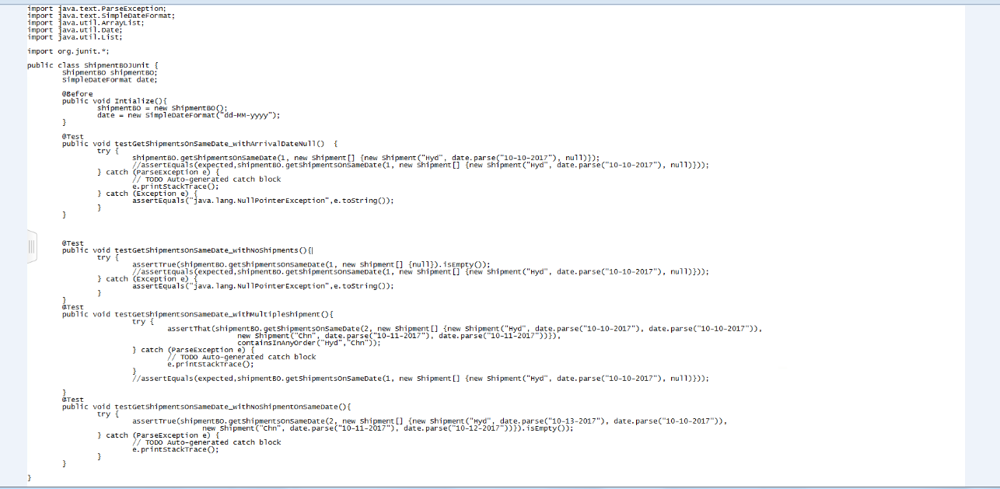 import java.text.ParseException;
import java.text.SimpleDateFormat;
import java.util.ArrayList;
import java.util.Date;
import java.util.List;
import org.junit.*;
public class ShipmentBOJUnit {
ShipmentBO shipmentBO;
SimpleDateFormat date;
@Before
public void Intialize(){
shipmentBO = new ShipmentBO();
date = new SimpleDateFormat("dd-MM-yyyy");
}
@Test
public void testGetShipmentsOnSameDate_withArrivalDateNull()  {
try {
shipmentBO.getShipmentsOnSameDate(1, new Shipment[] {new Shipment("Hyd", date.parse("10-10-2017"), null)});
//assertEquals(expected,shipmentBO.getShipmentsOnSameDate(1, new Shipment[] {new Shipment("Hyd", date.parse("10-10-2017"), null)}));
} catch (ParseException e) {
// TODO Auto-generated catch block
e.printStackTrace();
} catch (Exception e) {
assertEquals("java.lang.NullPointerException",e.toString());
}
}
@Test
public void testGetShipmentsOnSameDate_withNoShipments(){
try {
assertTrue(shipmentBO.getShipmentsOnSameDate(1, new Shipment[] {null}).isEmpty());
//assertEquals(expected,shipmentBO.getShipmentsOnSameDate(1, new Shipment[] {new Shipment("Hyd", date.parse("10-10-2017"), null)}));
} catch (Exception e) {
assertEquals("java.lang.NullPointerException",e.toString());
}
}
@Test
public void testGetShipmentsOnSameDate_withMultipleShipment(){
try {
assertThat(shipmentBO.getShipmentsOnSameDate(2, new Shipment[] {new Shipment("Hyd", date.parse("10-10-2017"), date.parse("10-10-2017")),
new Shipment("Chn", date.parse("10-11-2017"), date.parse("10-11-2017"))}),
containsInAnyOrder("Hyd","Chn"));
} catch (ParseException e) {
// TODO Auto-generated catch block
e.printStackTrace();
}
//assertEquals(expected,shipmentBO.getShipmentsOnSameDate(1, new Shipment[] {new Shipment("Hyd", date.parse("10-10-2017"), null)}));
}
@Test
public void testGetShipmentsOnSameDate_withNoShipmentOnSameDate(){
try {
assertTrue(shipmentBO.getShipmentsOnSameDate(2, new Shipment[] {new Shipment("Hyd", date.parse("10-13-2017"), date.parse("10-10-2017")),
new Shipment("Chn", date.parse("10-11-2017"), date.parse("10-12-2017"))}).isEmpty());
} catch (ParseException e) {
// TODO Auto-generated catch block
e.printStackTrace();
}
}
}